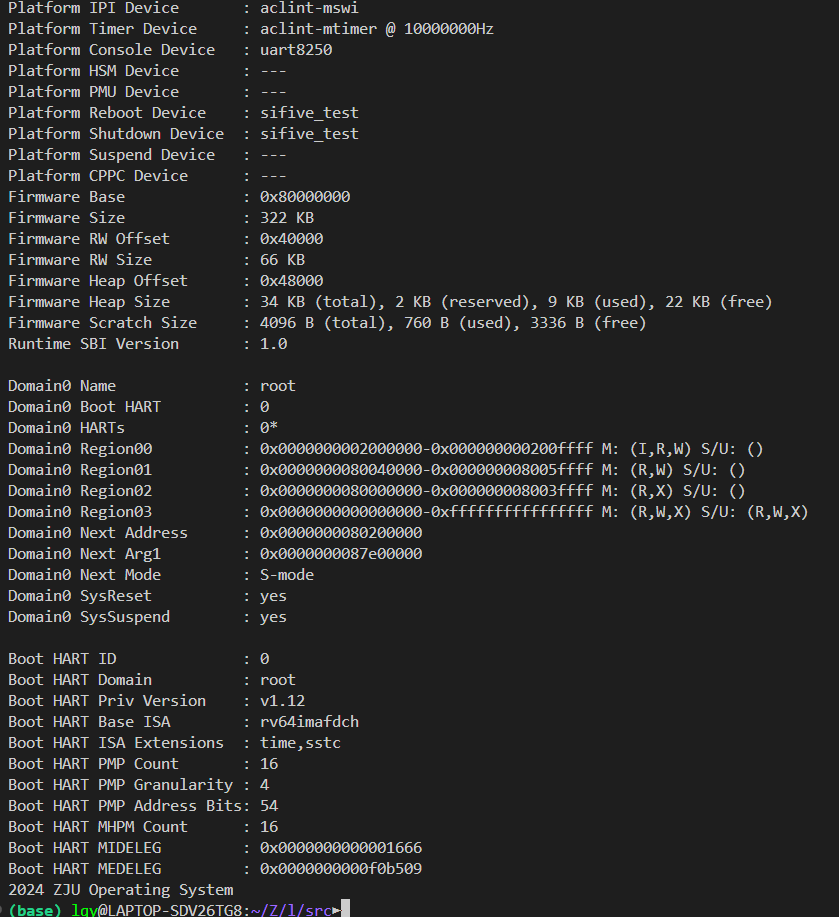 Platform IPI Device       : aclint-mswi
Platform Timer Device     : aclint-mtimer @ 10000000Hz
Platform Console Device   : uart8250
Platform HSM Device       : ---
Platform PMU Device       : ---
Platform Reboot Device    : sifive_test
Platform Shutdown Device  : sifive_test
Platform Suspend Device   : ---
Platform CPPC Device      : ---
Firmware Base             : 0x80000000
Firmware Size             : 322 KB
Firmware RW Offset        : 0x40000
Firmware RW Size          : 66 KB
Firmware Heap Offset      : 0x48000
Firmware Heap Size        : 34 KB (total), 2 KB (reserved), 9 KB (used), 22 KB (free)
Firmware Scratch Size     : 4096 B (total), 760 B (used), 3336 B (free)
Runtime SBI Version       : 1.0

Domain0 Name              : root
Domain0 Boot HART         : 0
Domain0 HARTs             : 0*
Domain0 Region00          : 0x0000000002000000-0x000000000200ffff M: (I,R,W) S/U: ()
Domain0 Region01          : 0x0000000080040000-0x000000008005ffff M: (R,W) S/U: ()
Domain0 Region02          : 0x0000000080000000-0x000000008003ffff M: (R,X) S/U: ()
Domain0 Region03          : 0x0000000000000000-0xffffffffffffffff M: (R,W,X) S/U: (R,W,X)
Domain0 Next Address      : 0x0000000080200000
Domain0 Next Arg1         : 0x0000000087e00000
Domain0 Next Mode         : S-mode
Domain0 SysReset          : yes
Domain0 SysSuspend        : yes

Boot HART ID              : 0
Boot HART Domain          : root
Boot HART Priv Version    : v1.12
Boot HART Base ISA        : rv64imafdch
Boot HART ISA Extensions  : time,sstc
Boot HART PMP Count       : 16
Boot HART PMP Granularity : 4
Boot HART PMP Address Bits: 54
Boot HART MHPM Count      : 16
Boot HART MIDELEG         : 0x0000000000001666
Boot HART MEDELEG         : 0x0000000000f0b509
2024 ZJU Operating System
(base) lqy@LAPTOP-SDV26TG8:~/Z/l/src►